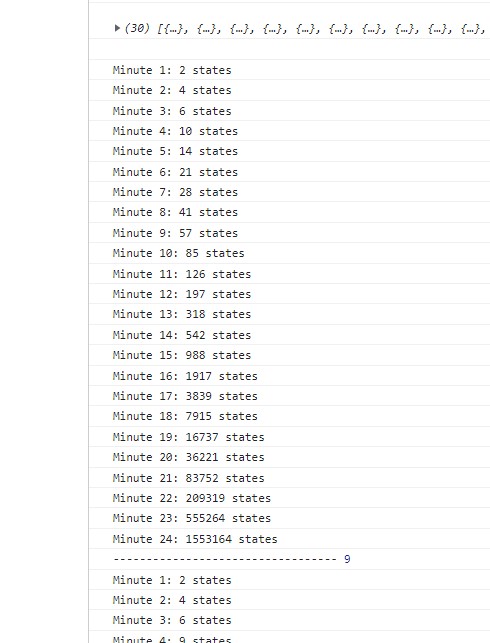 (30) [{…}, {…}, {…}, {…}, {…}, {…}, {…}, {…}, {…}, {…},
Minute 1: 2 states
Minute 2: 4 states
Minute 3: 6 states
Minute 4: 10 states
Minute 5: 14 states
Minute 6: 21 states
Minute 7: 28 states
Minute 8: 41 states
Minute 9: 57 states
Minute 10: 85 states
Minute 11: 126 states
Minute 12: 197 states
Minute 13: 318 states
Minute 14: 542 states
Minute 15: 988 states
Minute 16: 1917 states
Minute 17: 3839 states
Minute 18: 7915 states
Minute 19: 16737 states
Minute 20: 36221 states
Minute 21: 83752 states
Minute 22: 209319 states
Minute 23: 555264 states
Minute 24: 1553164 states
---------------------------------- 9
Minute 1: 2 states
Minute 2: 4 states
Minute 3: 6 states
Minute 4: 9 states